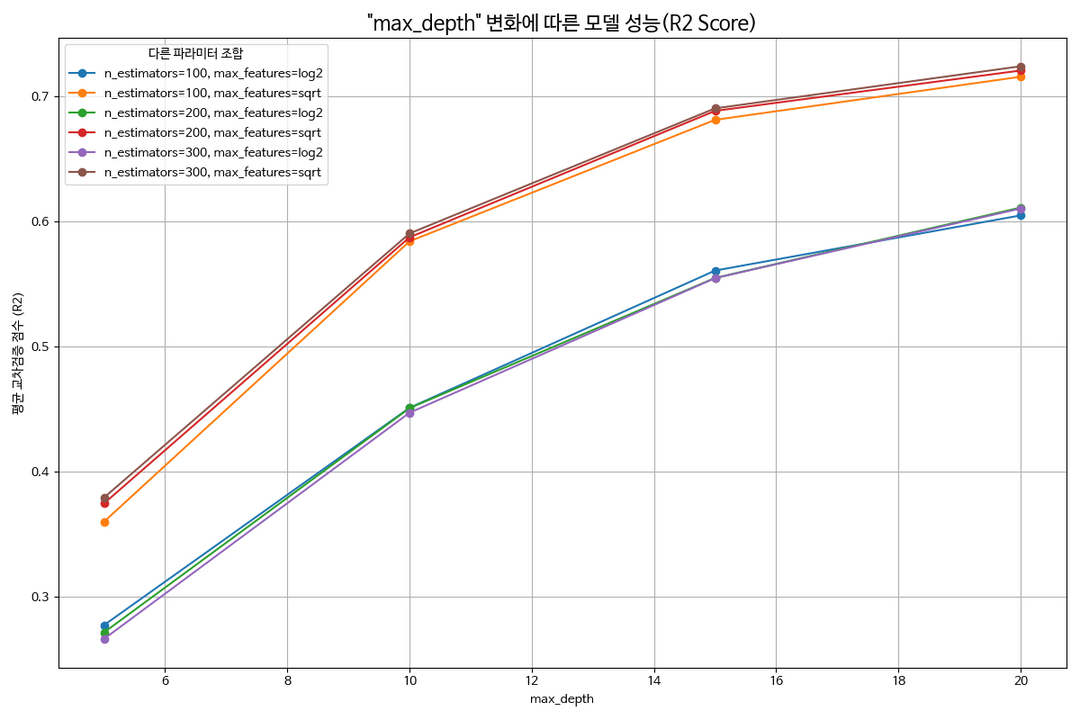 "max_depth" 변화에 따른 모델 성능(R2 Score)
다른 파라미터 조합
n_estimators=100, max_features=log2
n_estimators=100, max_features=sqrt
n_estimators=200, max_features=log2
n_estimators=200, max_features=sqrt
n_estimators=300, max_features=log2
n_estimators=300, max_features=sqrt
평균 교차검증 점수 (R2)
0.7
0.6
0.5
0.4
0.3
6 8 10 12 14 16 18 20
max_depth